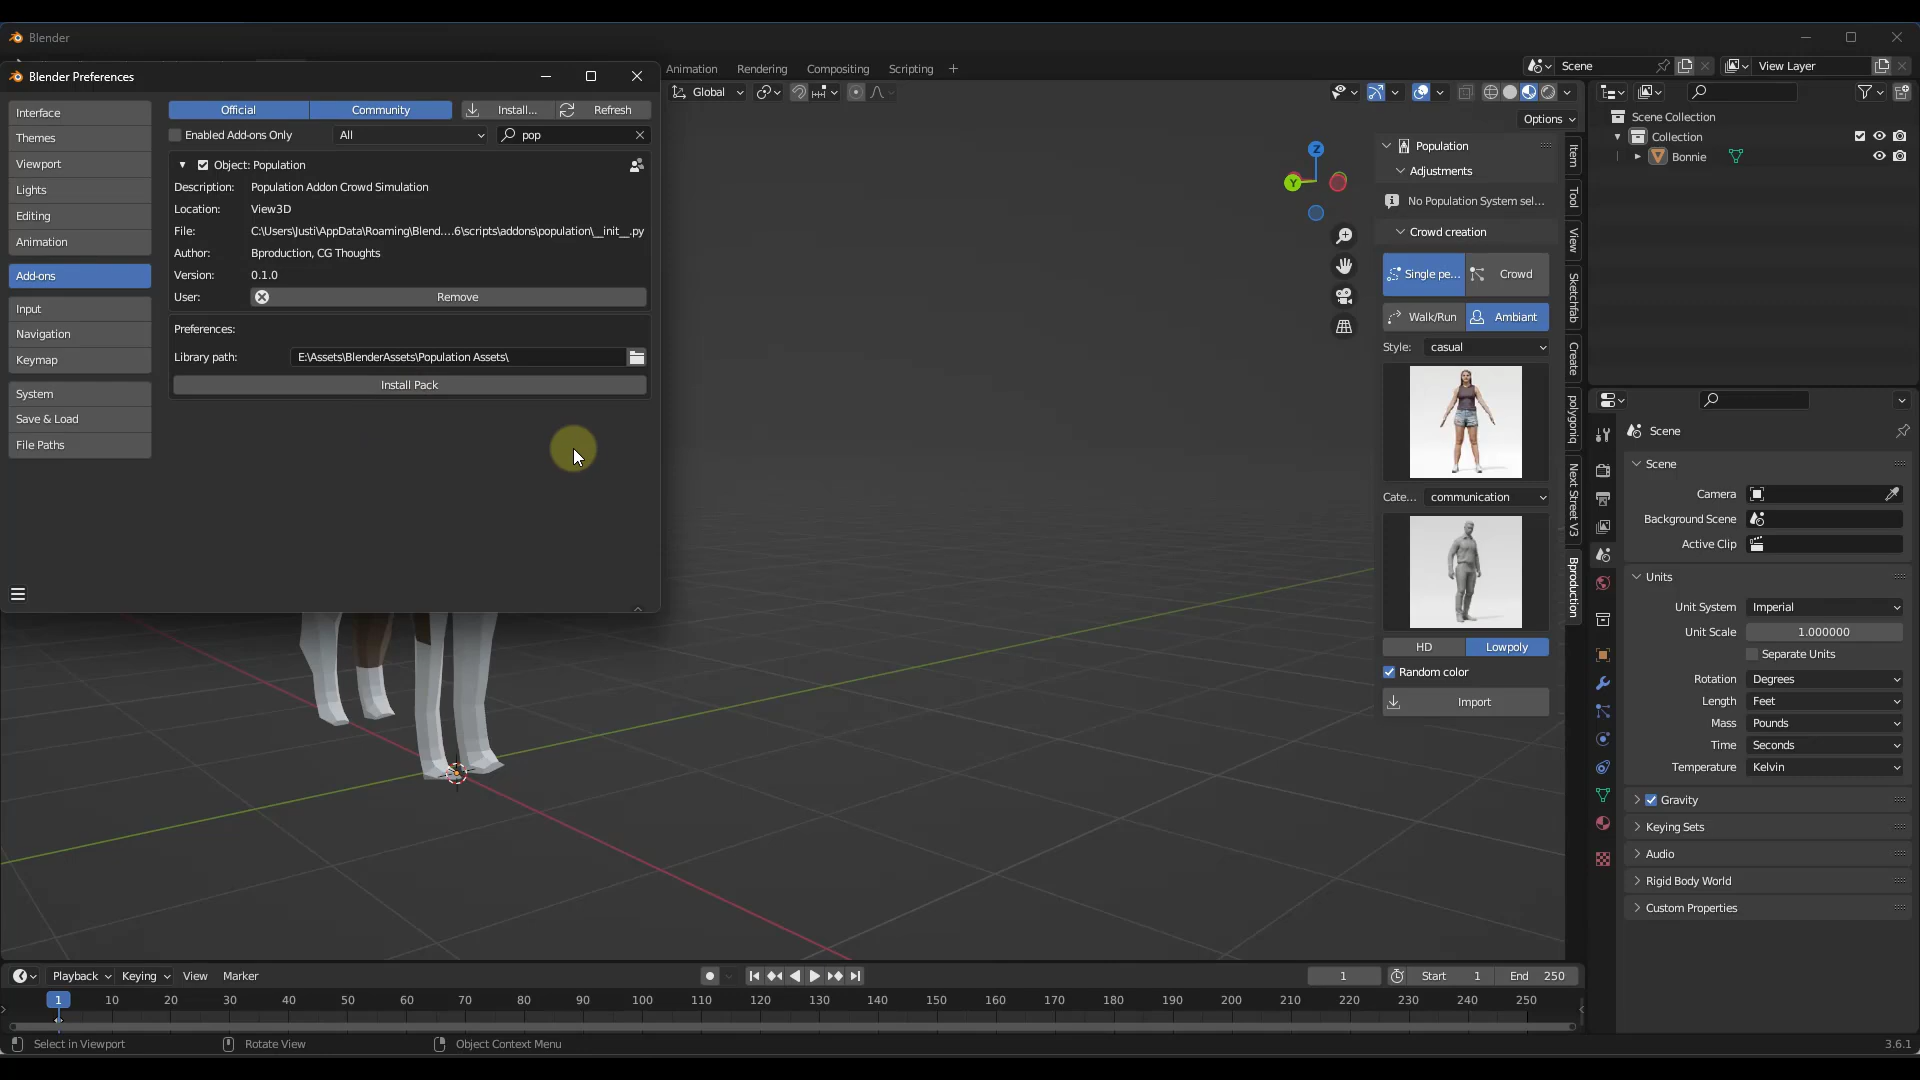 Blender
Blender Preferences
Animation Rendering Compositing Scripting
Scene View Layer
Global
Options
Interface
Themes
Viewport
Lights
Editing
Animation
Add-ons
Input
Navigation
Keymap
System
Save & Load
File Paths
Official Community Install... Refresh
Enabled Add-ons Only All pop
Object: Population
Description: Population Addon Crowd Simulation
Location: View3D
File: C:\Users\Justi\AppData\Roaming\Blend....6\scripts\addons\population\__init__.py
Author: Bproduction, CG Thoughts
Version: 0.1.0
User: Remove
Preferences:
Library path: E:\Assets\BlenderAssets\Population Assets\
Install Pack
Z
Y
Population
Adjustments
No Population System sel...
Crowd creation
Single pe... Crowd
Walk/Run Ambiant
Style: casual
Cate... communication
HD Lowpoly
Random color
Import
Item
Tool
View
Sketchfab
Create
polygoniq
Next Street V3
Bproduction
Scene Collection
Collection
Bonnie
Scene
Scene
Camera
Background Scene
Active Clip
Units
Unit System Imperial
Unit Scale 1.000000
Separate Units
Rotation Degrees
Length Feet
Mass Pounds
Time Seconds
Temperature Kelvin
Gravity
Keying Sets
Audio
Rigid Body World
Custom Properties
Playback Keying View Marker
1 Start 1 End 250
1 10 20 30 40 50 60 70 80 90 100 110 120 130 140 150 160 170 180 190 200 210 220 230 240 250
Select in Viewport Rotate View Object Context Menu 3.6.1